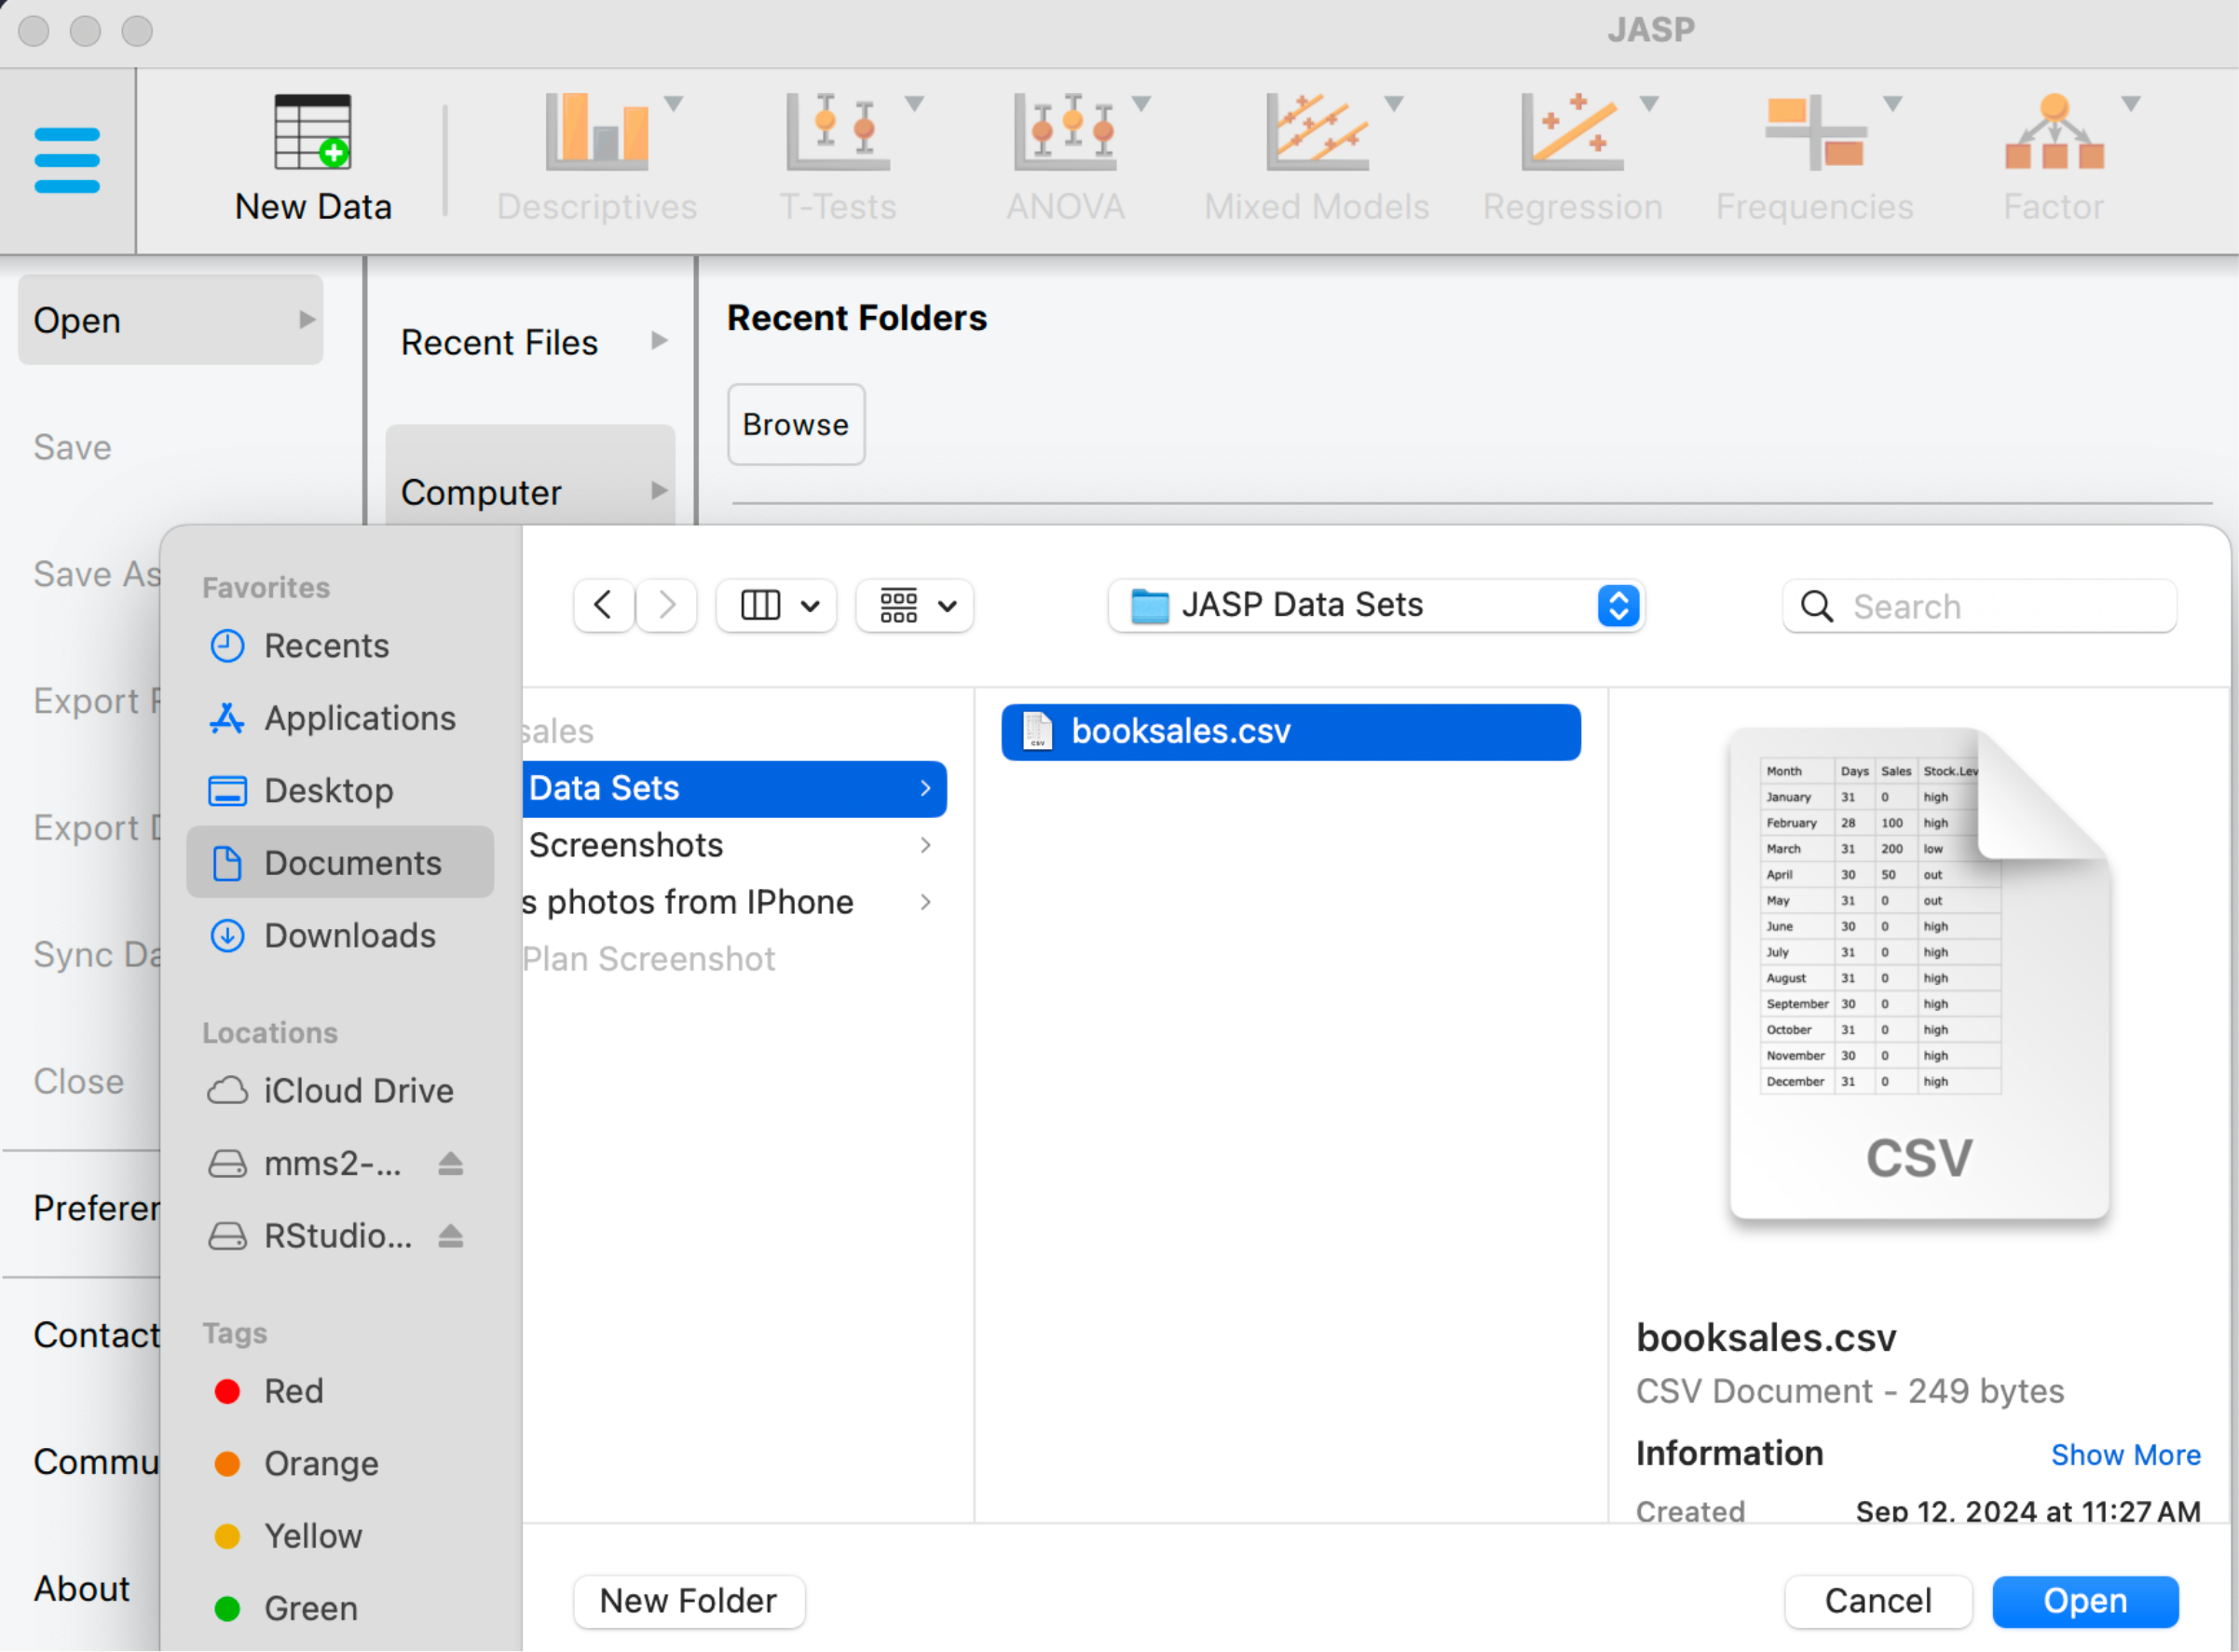 JASP
New Data
Descriptives
T-Tests
ANOVA
Mixed Models
Regression
Frequencies
Factor
Open
Save
Save As
Export
Export
Sync
Close
Contact
About
Recent Files
Computer
Recent Folders
Browse
Favorites
Recents
Applications
Desktop
Documents
Downloads
Locations
iCloud Drive
mms2-...
RStudio...
Tags
Red
Orange
Yellow
Green
JASP Data Sets
Search
sales
Data Sets
Screenshots
s photos from IPhone
Plan Screenshot
booksales.csv
Month Days Sales Stock.Lev
January 31 0 high
February 28 100 high
March 31 200 low
April 30 50 out
May 31 0 out
June 30 0 high
July 31 0 high
August 31 0 high
September 30 0 high
October 31 0 high
November 30 0 high
December 31 0 high
CSV
booksales.csv
CSV Document - 249 bytes
Information Show More
Created Sep 12, 2024 at 11:27 AM
New Folder
Cancel
Open